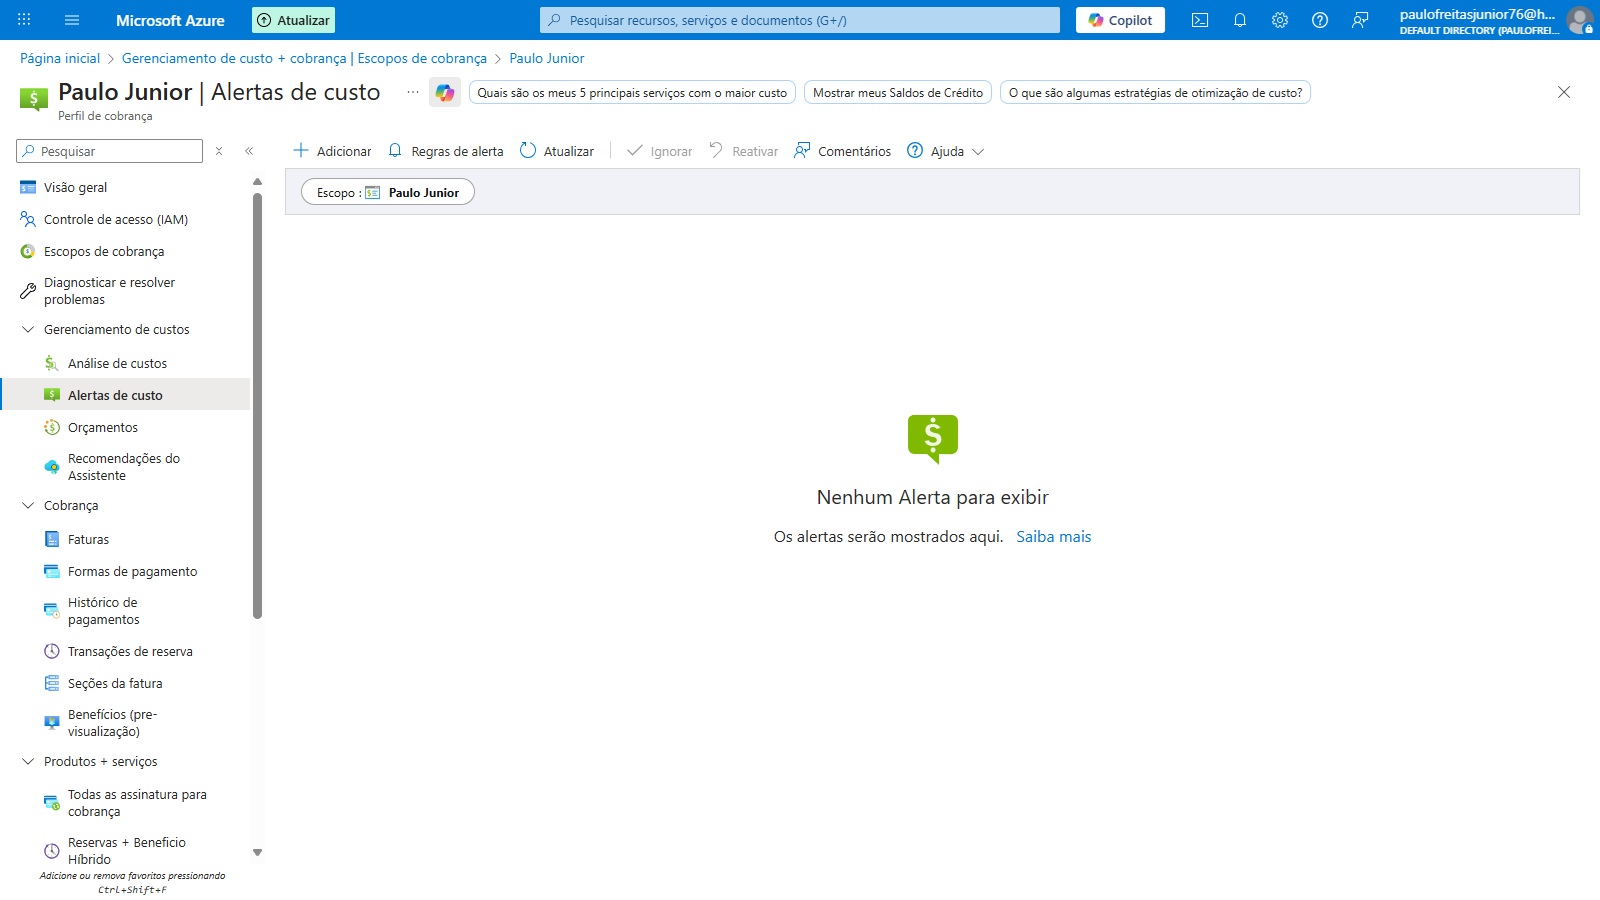 Microsoft Azure
Atualizar
Pesquisar recursos, serviços e documentos (G+/)
Copilot
paulofreitasjunior76@h...
DEFAULT DIRECTORY (PAULOFREI...
Página inicial > Gerenciamento de custo + cobrança | Escopos de cobrança > Paulo Junior
Paulo Junior | Alertas de custo ...
Quais são os meus 5 principais serviços com o maior custo
Mostrar meus Saldos de Crédito
O que são algumas estratégias de otimização de custo?
Perfil de cobrança
Pesquisar
Adicionar
Regras de alerta
Atualizar
Ignorar
Reativar
Comentários
Ajuda
Escopo : Paulo Junior
Visão geral
Controle de acesso (IAM)
Escopos de cobrança
Diagnosticar e resolver
problemas
Gerenciamento de custos
Análise de custos
Alertas de custo
Orçamentos
Recomendações do
Assistente
Cobrança
Faturas
Formas de pagamento
Histórico de
pagamentos
Transações de reserva
Seções da fatura
Benefícios (pre-
visualização)
Produtos + serviços
Todas as assinatura para
cobrança
Reservas + Beneficio
Híbrido
Adicione ou remova favoritos pressionando
Ctrl+Shift+F
Nenhum Alerta para exibir
Os alertas serão mostrados aqui. Saiba mais